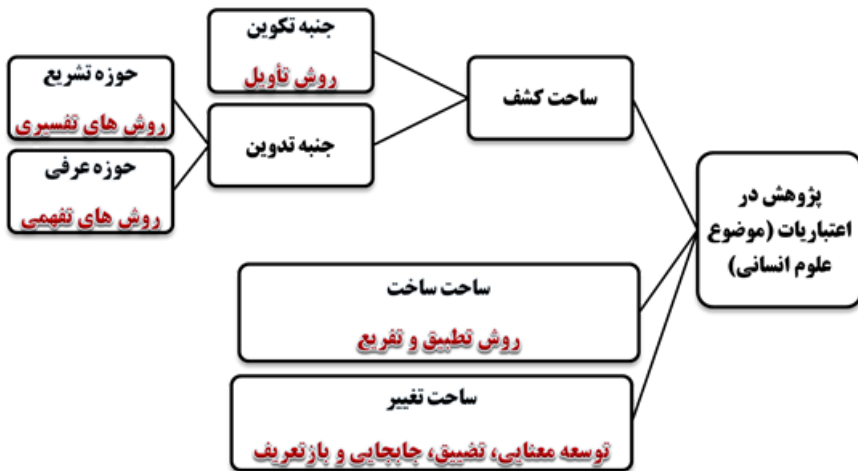 پژوهش در
اعتباریات (موضوع
علوم انسانی)
ساحت کشف
جنبه تکوین
روش تأویل
جنبه تدوین
حوزه تشریع
روش های تفسیری
حوزه عرفی
روش های تفهمی
ساحت ساخت
روش تطبیق و تفریع
ساحت تغییر
توسعه معنایی، تضییق، جابجایی و بازتعریف